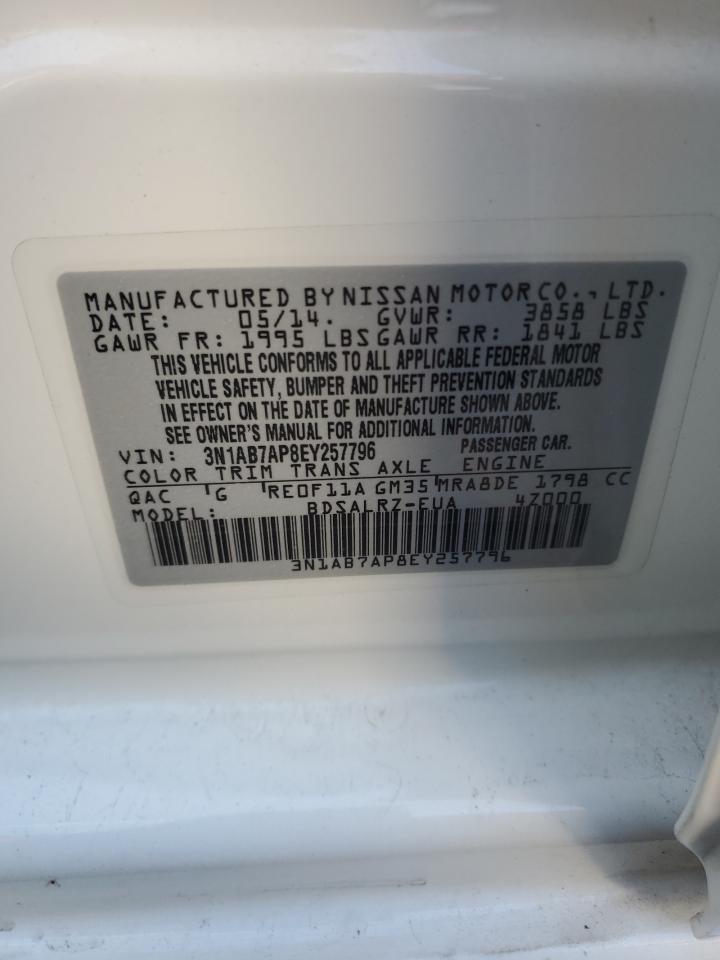 MANUFACTURED BY NISSAN MOTOR CO., LTD.
DATE: 05/14. GVWR: 3858 LBS
GAWR FR: 1995 LBS GAWR RR: 1841 LBS
THIS VEHICLE CONFORMS TO ALL APPLICABLE FEDERAL MOTOR
VEHICLE SAFETY, BUMPER AND THEFT PREVENTION STANDARDS
IN EFFECT ON THE DATE OF MANUFACTURE SHOWN ABOVE.
SEE OWNER'S MANUAL FOR ADDITIONAL INFORMATION.
VIN: 3N1AB7AP8EY257796 PASSENGER CAR.
COLOR TRIM TRANS AXLE ENGINE
QAC G RE0F11A GM35 MRA8DE 1798 CC
MODEL: BDSALRZ-EUA 4Z000
3N1AB7AP8EY257796